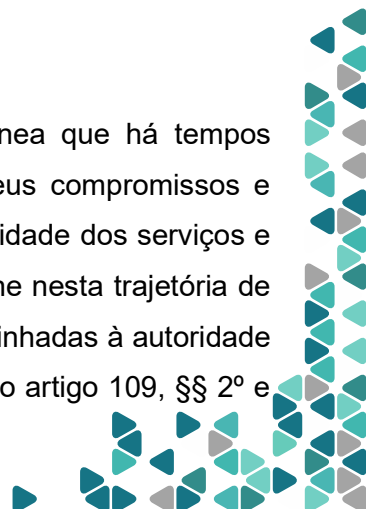 nea que há tempos
eus compromissos e
idade dos serviços e
ne nesta trajetória de
inhadas à autoridade
o artigo 109, §§ 2º e